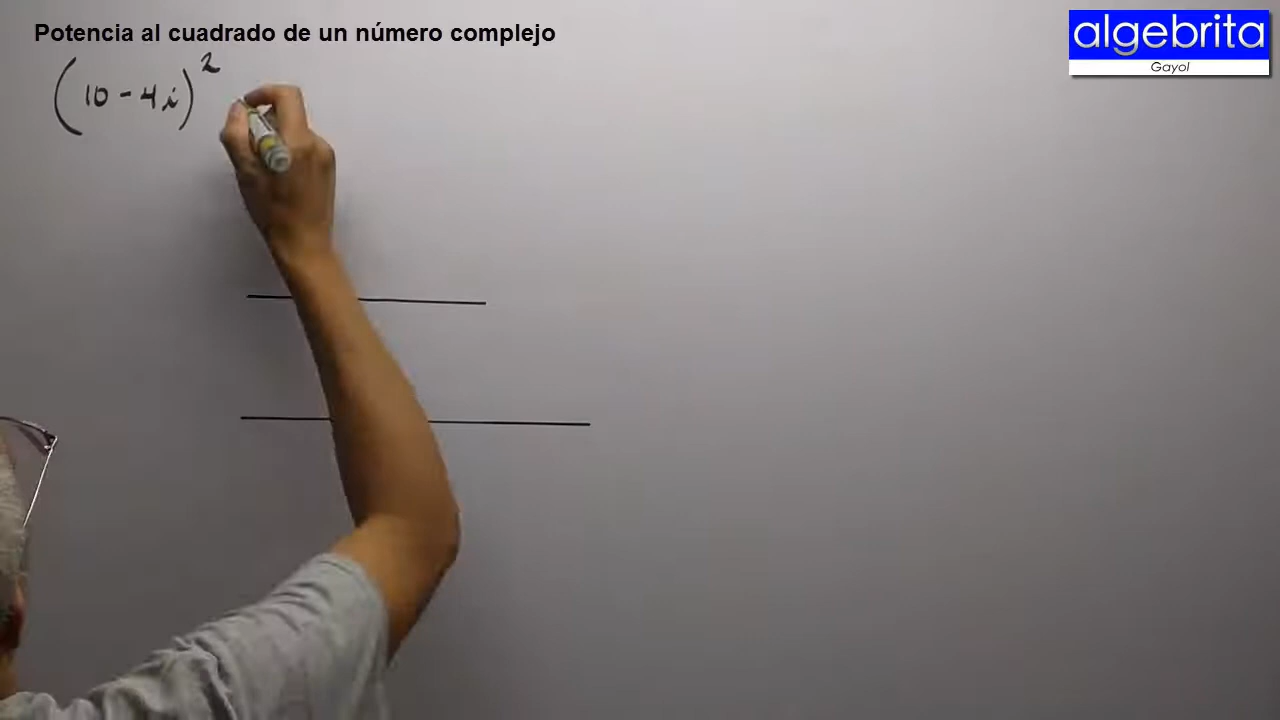 Potencia al cuadrado de un número complejo
algebrita
Gayol
(10 - 4i)²